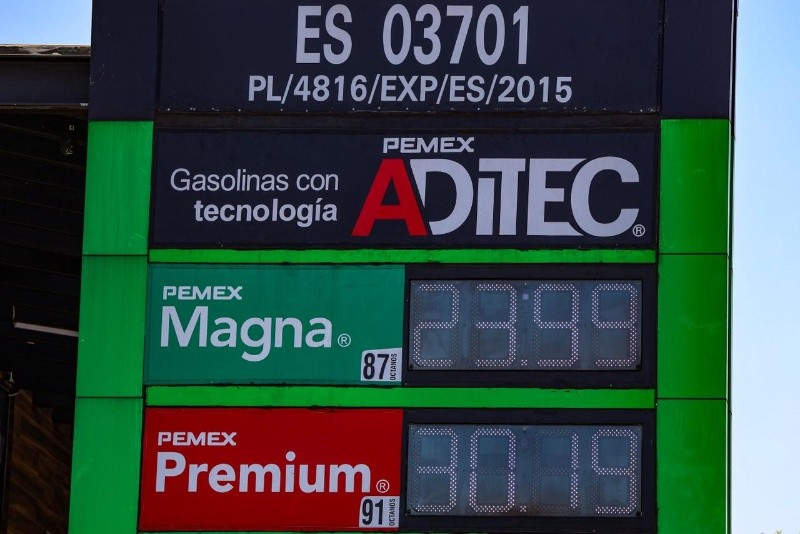 ES 03701
PL/4816/EXP/ES/2015
Gasolinas con
tecnología
PEMEX
ADITEC®
PEMEX
Magna®
87 OCTANOS
23.99
PEMEX
Premium®
91 OCTANOS
30.19